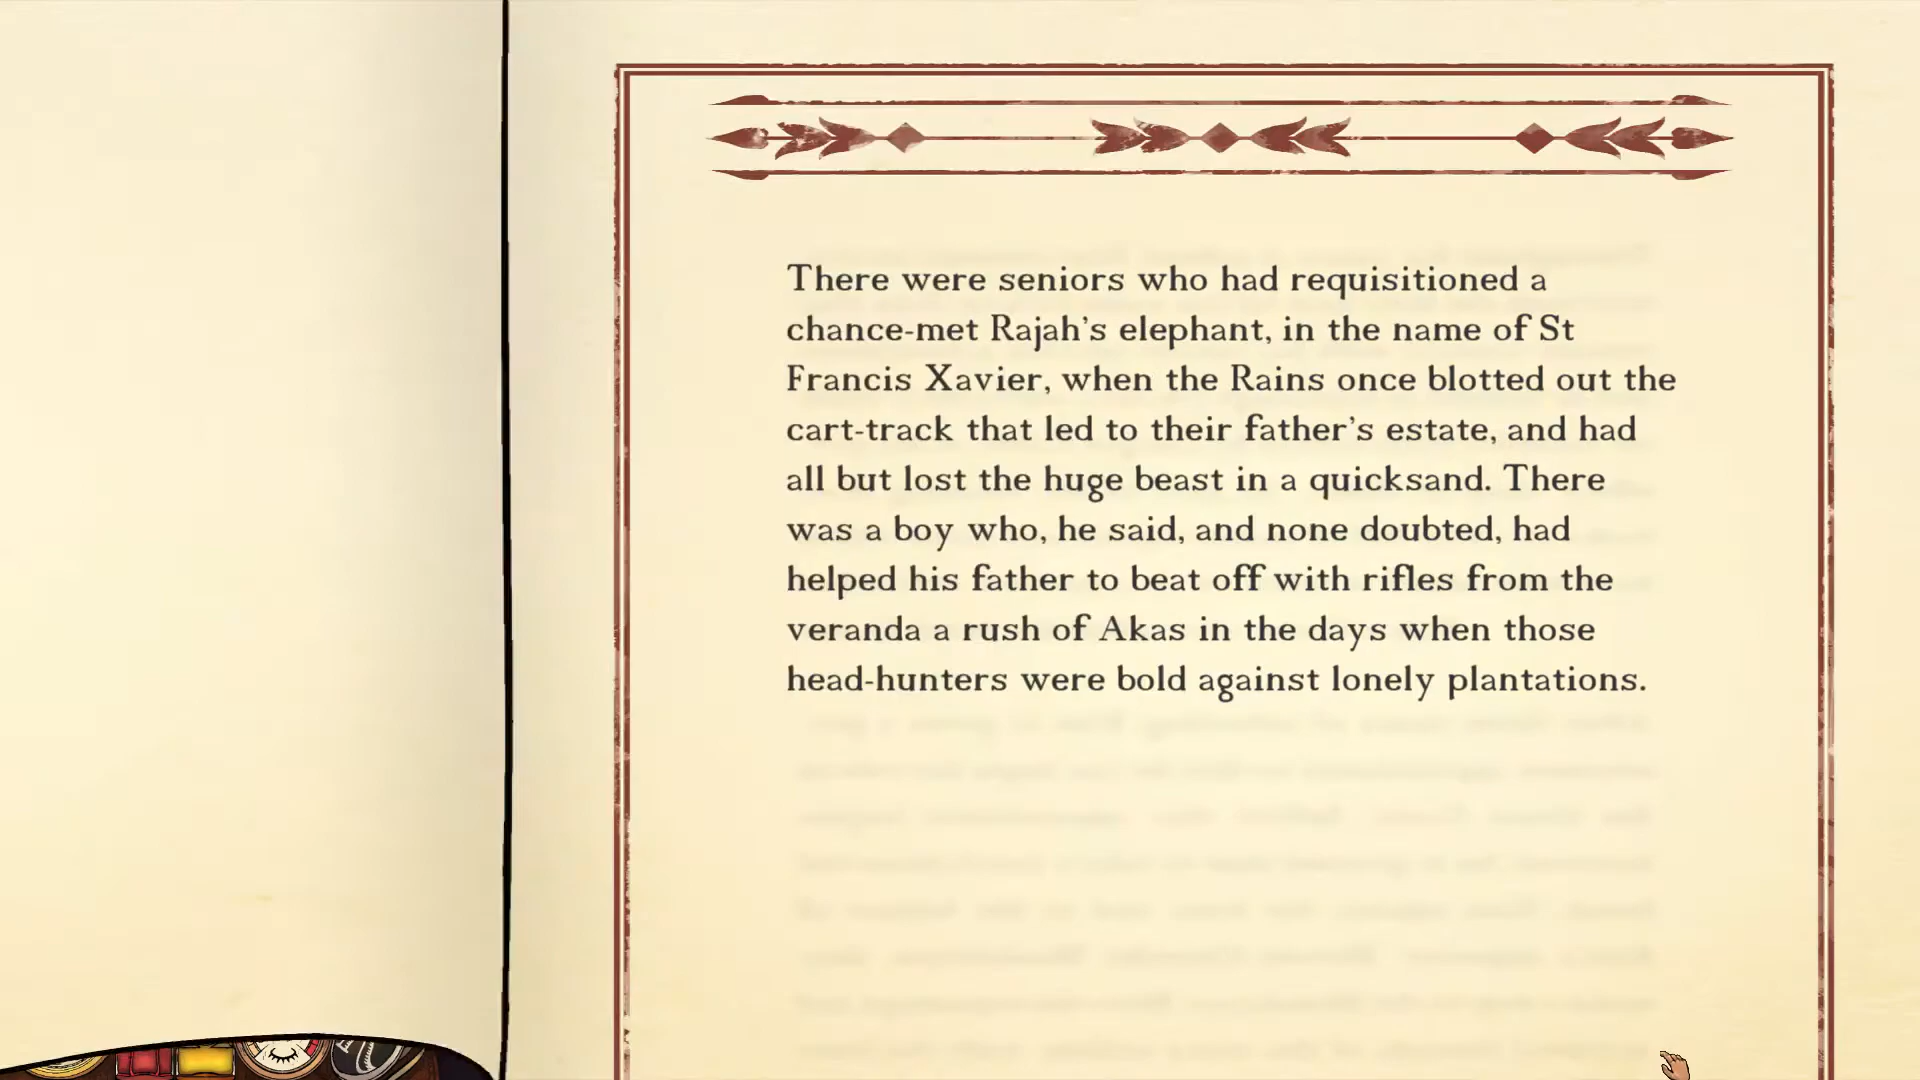 There were seniors who had requisitioned a
chance-met Rajah’s elephant, in the name of St
Francis Xavier, when the Rains once blotted out the
cart-track that led to their father’s estate, and had
all but lost the huge beast in a quicksand. There
was a boy who, he said, and none doubted, had
helped his father to beat off with rifles from the
veranda a rush of Akas in the days when those
head-hunters were bold against lonely plantations.